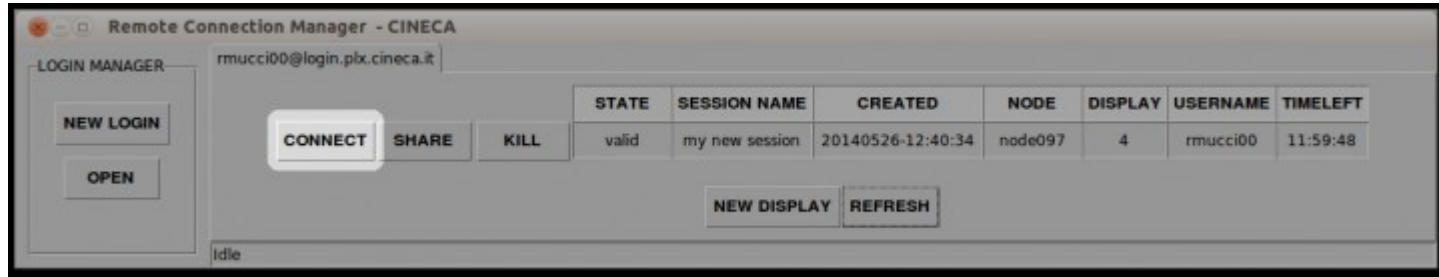 Remote Connection Manager - CINECA
LOGIN MANAGER
rmucci00@login.plx.cineca.it
NEW LOGIN
OPEN
STATE SESSION NAME CREATED NODE DISPLAY USERNAME TIMELEFT
CONNECT SHARE KILL valid my new session 20140526-12:40:34 node097 4 rmucci00 11:59:48
NEW DISPLAY REFRESH
Idle